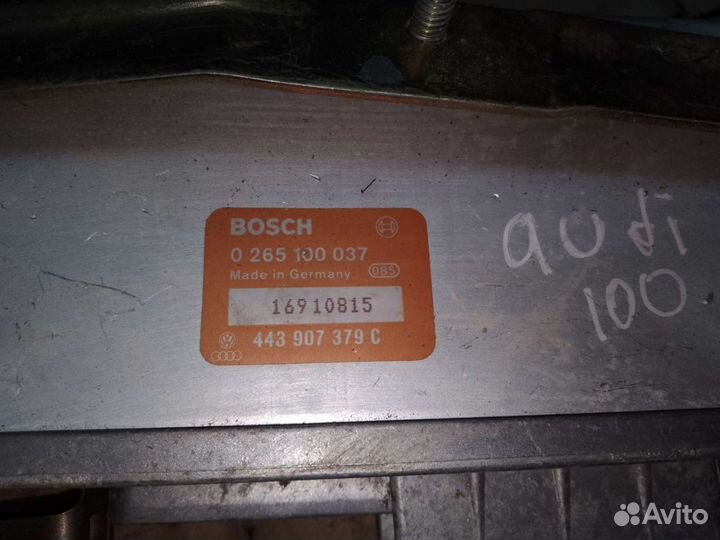 BOSCH
0 265 100 037
Made in Germany 085
16910815
443 907 379 C
audi
100
Avito